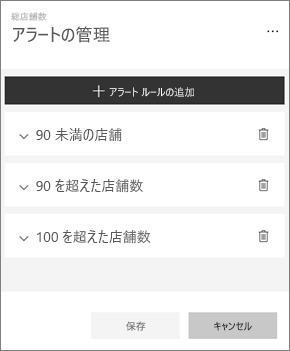 総店舗数
アラートの管理
…
＋ アラート ルールの追加
90 未満の店舗
90 を超えた店舗数
100 を超えた店舗数
保存
キャンセル